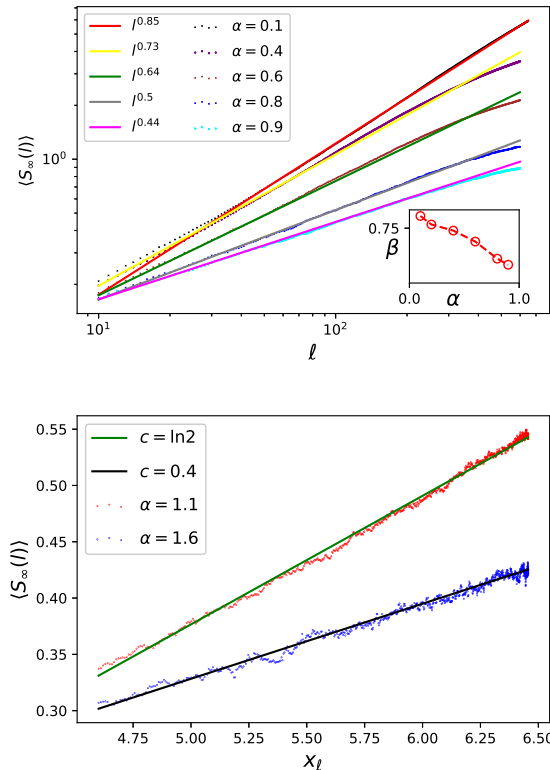 l^0.85
l^0.73
l^0.64
l^0.5
l^0.44
α = 0.1
α = 0.4
α = 0.6
α = 0.8
α = 0.9
⟨S∞(l)⟩
10^0
β
0.75
0.0
α
1.0
10^1
10^2
ℓ
c = ln2
c = 0.4
α = 1.1
α = 1.6
⟨S∞(l)⟩
0.55
0.50
0.45
0.40
0.35
0.30
4.75 5.00 5.25 5.50 5.75 6.00 6.25 6.50
xℓ